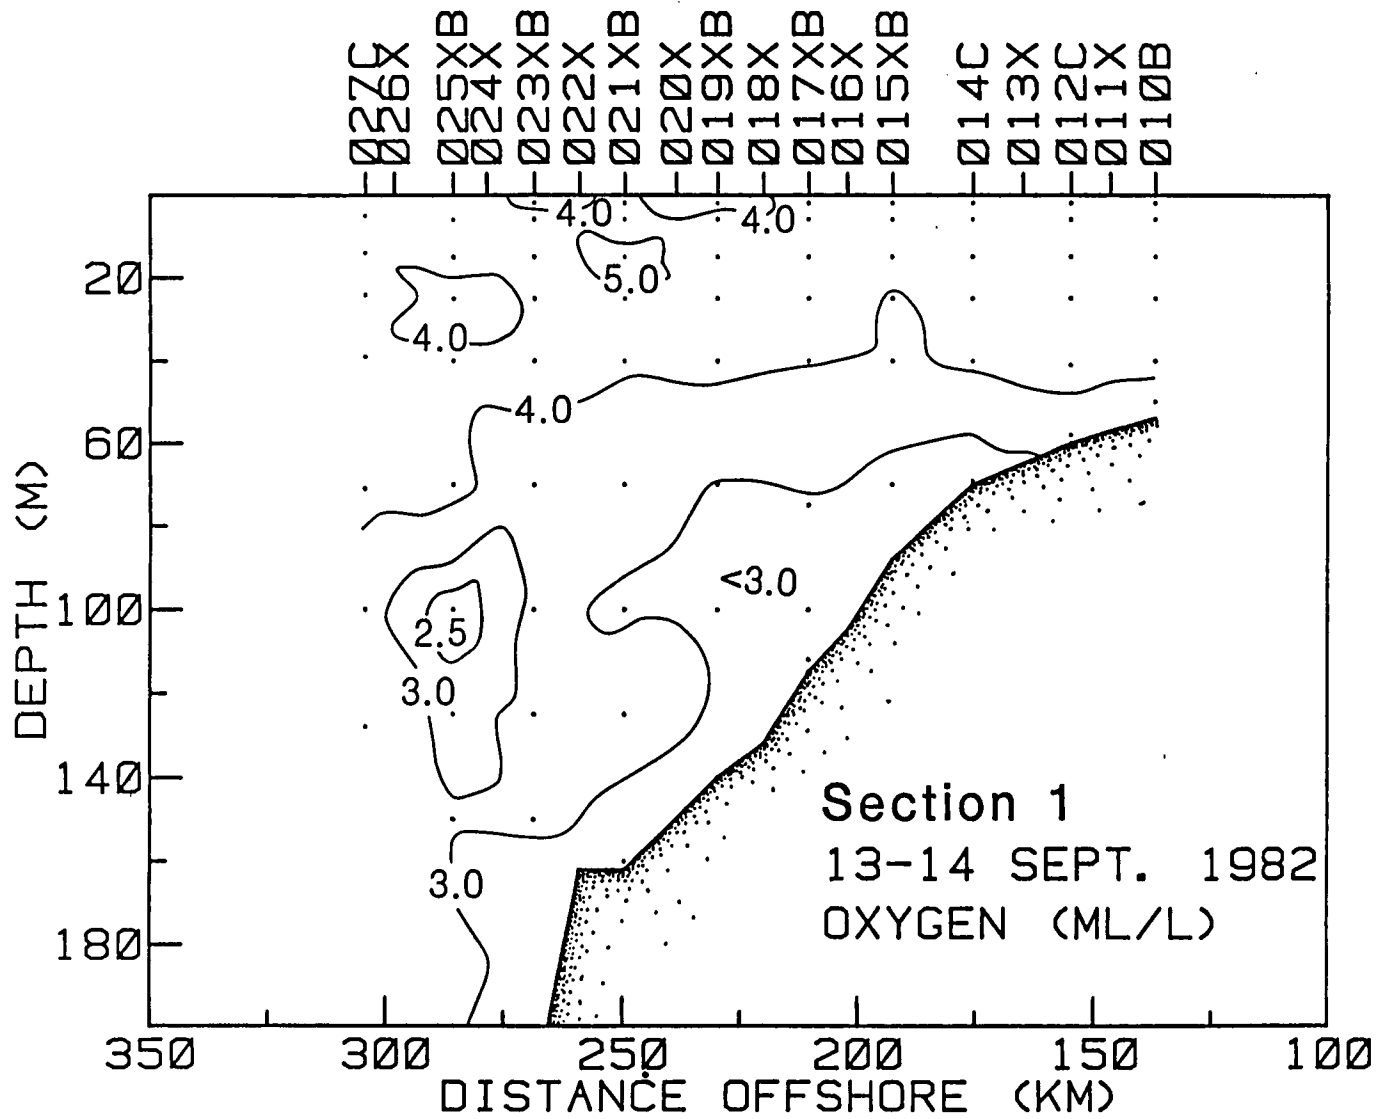 027C 026X 025XB 024X 023XB 022X 021XB 020X 019XB 018X 017XB 016X 015XB 014C 013X 012C 011X 010B
4.0 4.0
5.0
20
4.0
4.0
60
<3.0
100
2.5
3.0
140
Section 1
13-14 SEPT. 1982
3.0
OXYGEN (ML/L)
180
DEPTH (M)
350 300 250 200 150 100
DISTANCE OFFSHORE (KM)